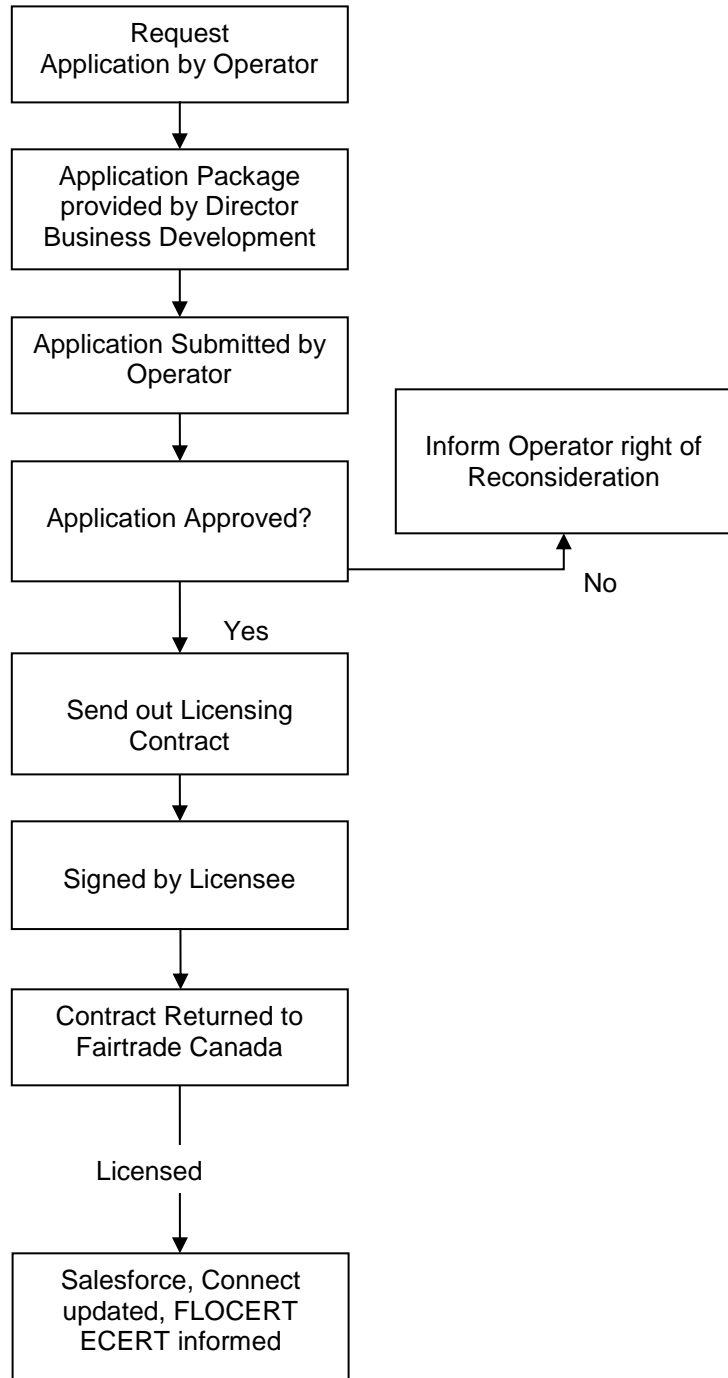 Request
Application by Operator
Application Package
provided by Director
Business Development
Application Submitted by
Operator
Inform Operator right of
Reconsideration
Application Approved?
No
Yes
Send out Licensing
Contract
Signed by Licensee
Contract Returned to
Fairtrade Canada
Licensed
Salesforce, Connect
updated, FLOCERT
ECERT informed